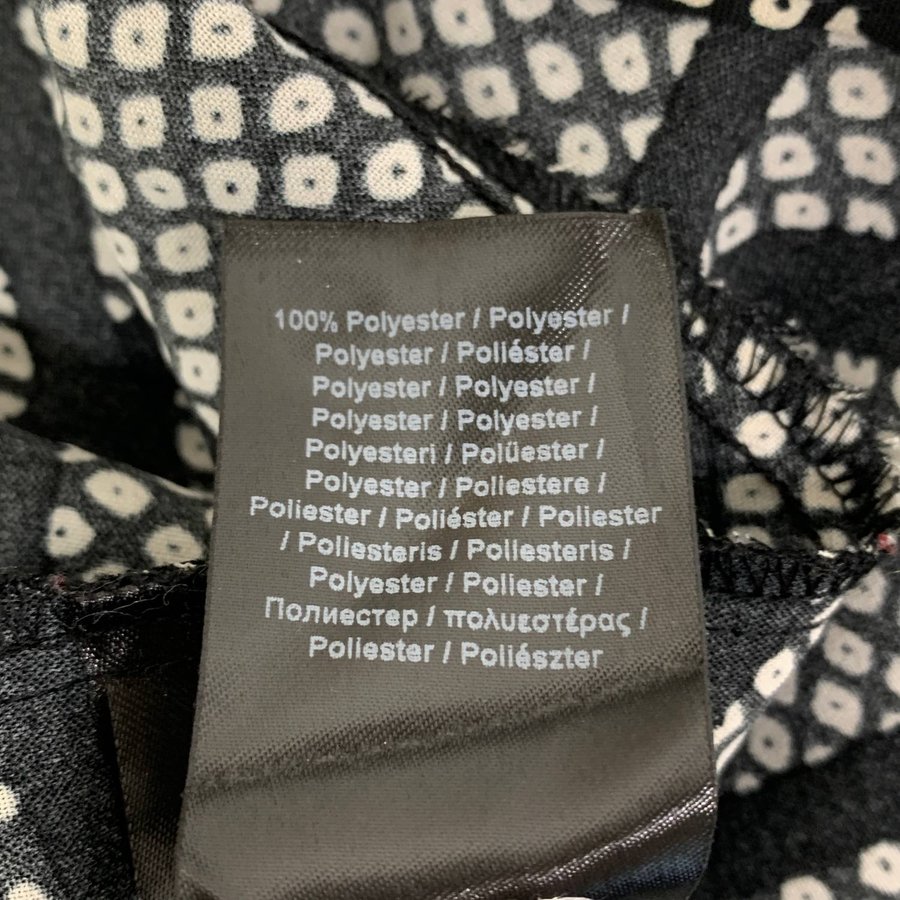 100% Polyester / Polyester /
Polyester / Poliéster /
Polyester / Polyester /
Polyester / Polyester /
Polyesteri / Polüester /
Polyester / Poliestere /
Poliester / Poliéster / Poliester
/ Poliesteris / Poliesteris /
Polyester / Poliester /
Полиестер / πολυεστέρας /
Poliester / Poliészter